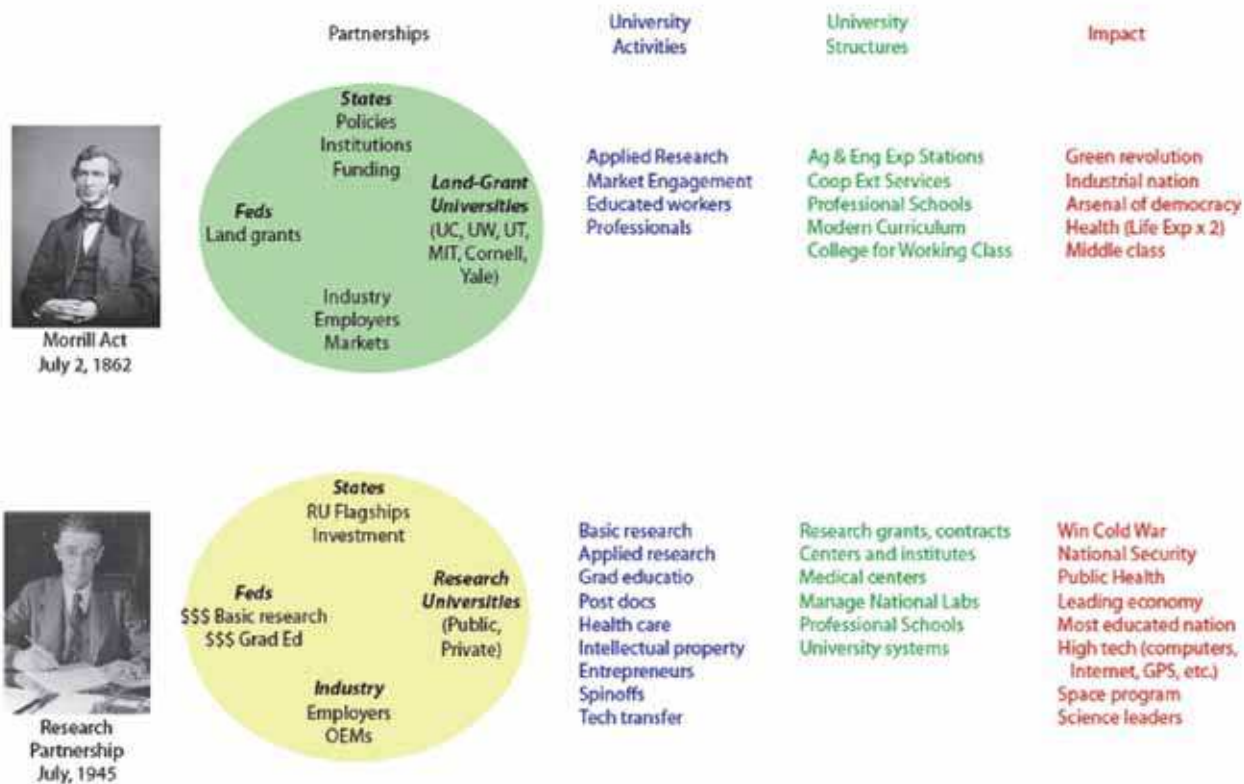 Partnerships
University
Activities
University
Structures
Impact
Morrill Act
July 2, 1862
States
Policies
Institutions
Funding
Feds
Land grants
Land-Grant
Universities
(UC, UW, UT,
MIT, Cornell,
Yale)
Industry
Employers
Markets
Applied Research
Market Engagement
Educated workers
Professionals
Ag & Eng Exp Stations
Coop Ext Services
Professional Schools
Modern Curriculum
College for Working Class
Green revolution
Industrial nation
Arsenal of democracy
Health (Life Exp x 2)
Middle class
Research
Partnership
July, 1945
States
RU Flagships
Investment
Feds
$$$ Basic research
$$$ Grad Ed
Research
Universities
(Public,
Private)
Industry
Employers
OEMs
Basic research
Applied research
Grad educatio
Post docs
Health care
Intellectual property
Entrepreneurs
Spinoffs
Tech transfer
Research grants, contracts
Centers and institutes
Medical centers
Manage National Labs
Professional Schools
University systems
Win Cold War
National Security
Public Health
Leading economy
Most educated nation
High tech (computers,
Internet, GPS, etc.)
Space program
Science leaders